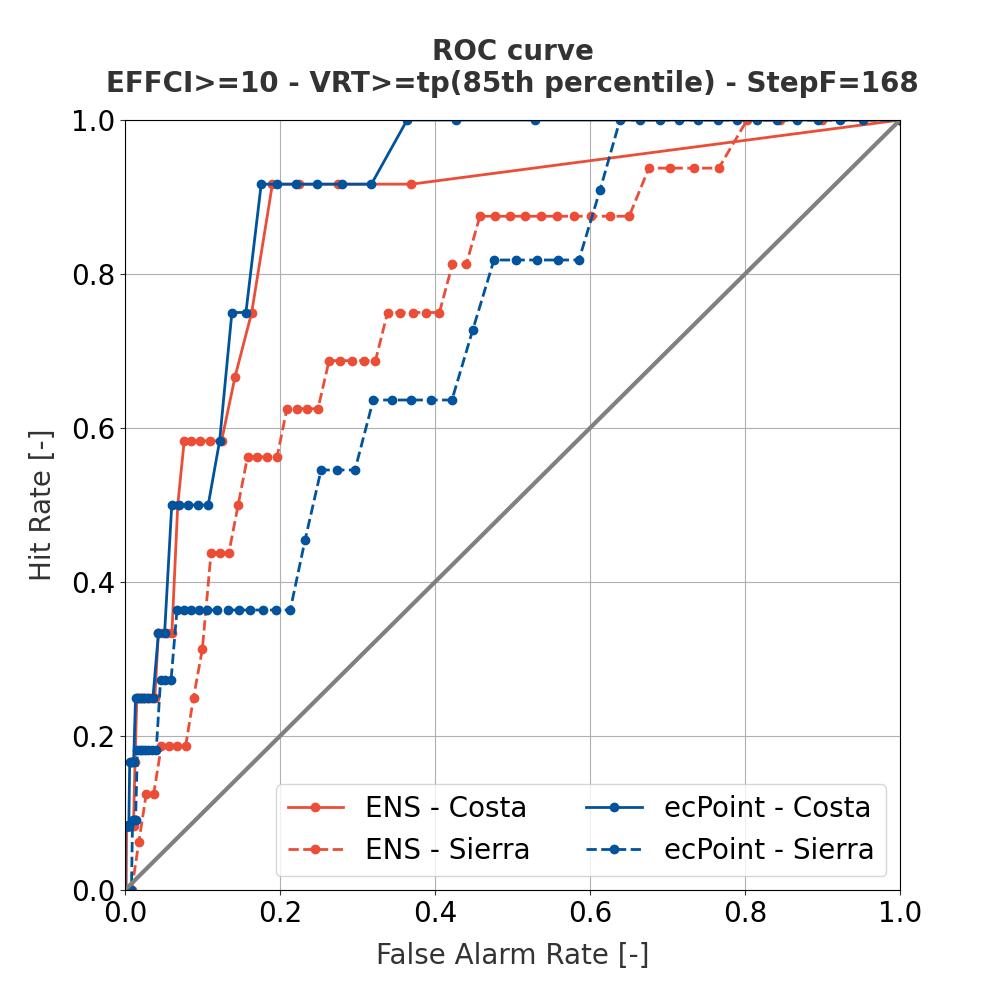 ROC curve
EFFCI>=10 - VRT>=tp(85th percentile) - StepF=168
1.0
0.8
0.6
0.4
0.2
0.0
Hit Rate [-]
ENS - Costa
ENS - Sierra
ecPoint - Costa
ecPoint - Sierra
0.0 0.2 0.4 0.6 0.8 1.0
False Alarm Rate [-]